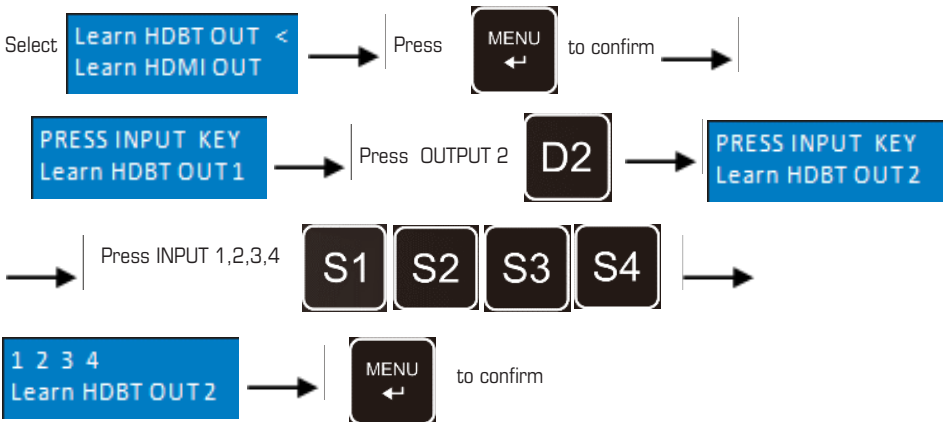 Select
Learn HDBT OUT <
Learn HDMI OUT
Press
MENU
to confirm
PRESS INPUT KEY
Learn HDBT OUT 1
Press OUTPUT 2
D2
PRESS INPUT KEY
Learn HDBT OUT 2
Press INPUT 1,2,3,4
S1
S2
S3
S4
1 2 3 4
Learn HDBT OUT 2
MENU
to confirm